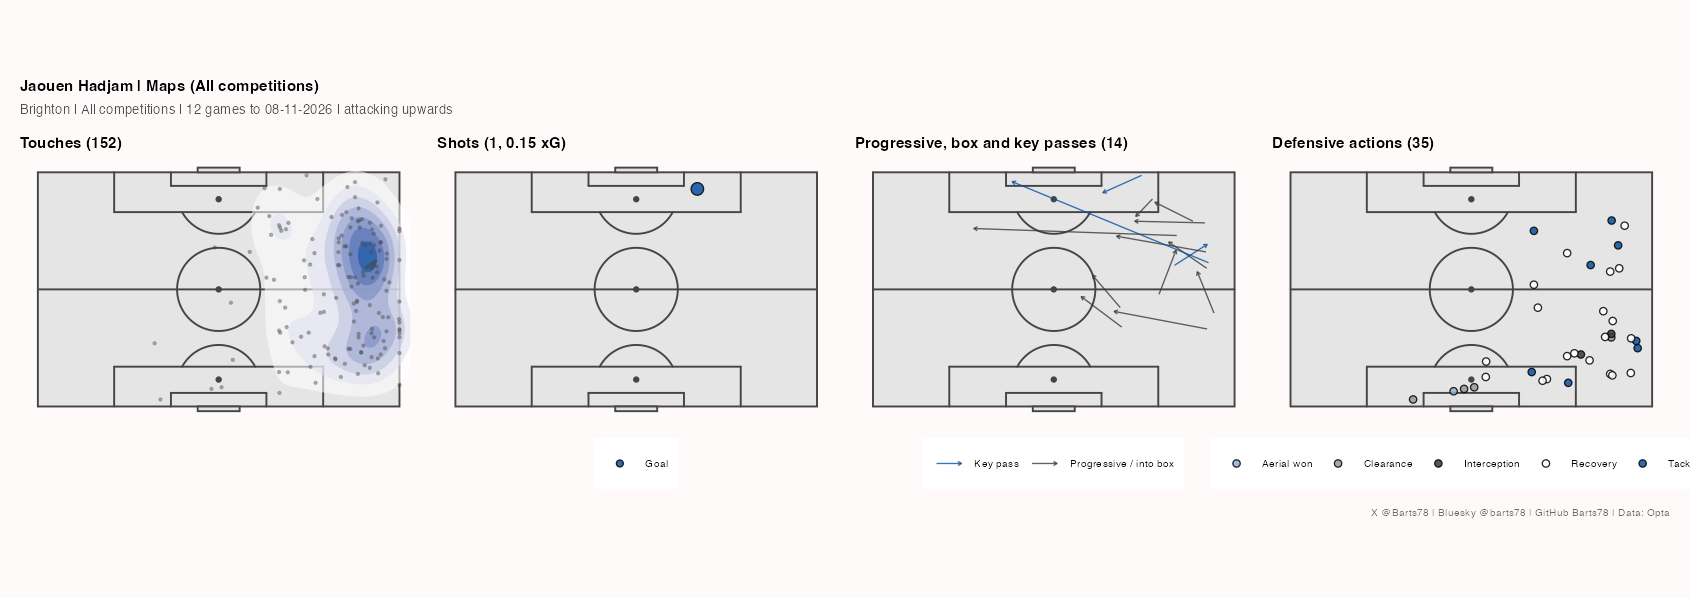 Jaouen Hadjam | Maps (All competitions)
Brighton | All competitions | 12 games to 08-11-2026 | attacking upwards
Touches (152)
Shots (1, 0.15 xG)
Progressive, box and key passes (14)
Defensive actions (35)
Goal
Key pass
Progressive / into box
Aerial won
Clearance
Interception
Recovery
Tack
X @Barts78 | Bluesky @barts78 | GitHub Barts78 | Data: Opta